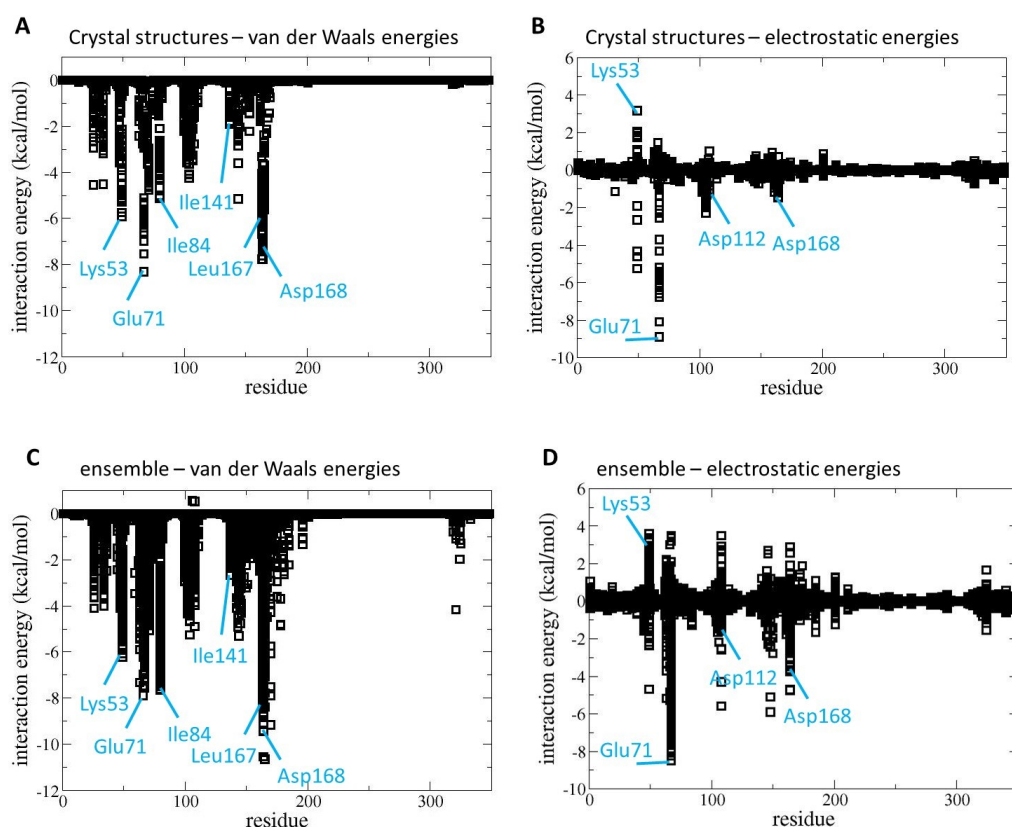 A
Crystal structures – van der Waals energies
0
-2
-4
-6
-8
-10
-12
interaction energy (kcal/mol)
Lys53
Glu71
Ile84
Ile141
Leu167
Asp168
0
100
200
300
residue
B
Crystal structures – electrostatic energies
6
4
2
0
-2
-4
-6
-8
-10
interaction energy (kcal/mol)
Lys53
Glu71
Asp112
Asp168
0
100
200
300
residue
C
ensemble – van der Waals energies
0
-2
-4
-6
-8
-10
-12
interaction energy (kcal/mol)
Lys53
Glu71
Ile84
Ile141
Leu167
Asp168
0
100
200
300
residue
D
ensemble – electrostatic energies
6
4
2
0
-2
-4
-6
-8
-10
interaction energy (kcal/mol)
Lys53
Glu71
Asp112
Asp168
0
100
200
300
residue